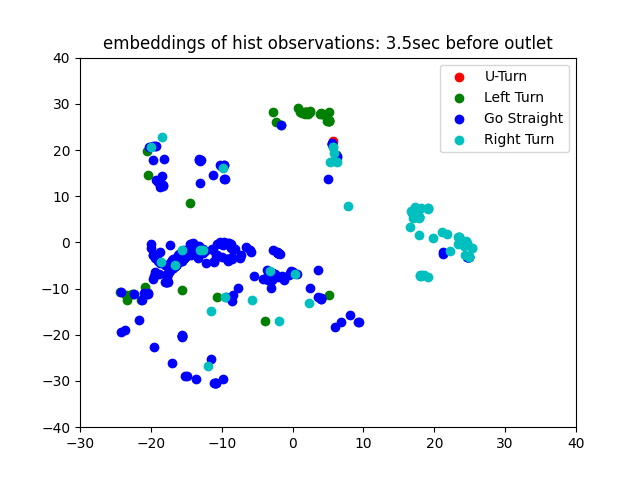 embeddings of hist observations: 3.5sec before outlet
U-Turn
Left Turn
Go Straight
Right Turn
40
30
20
10
0
−10
−20
−30
−40
−30 −20 −10 0 10 20 30 40